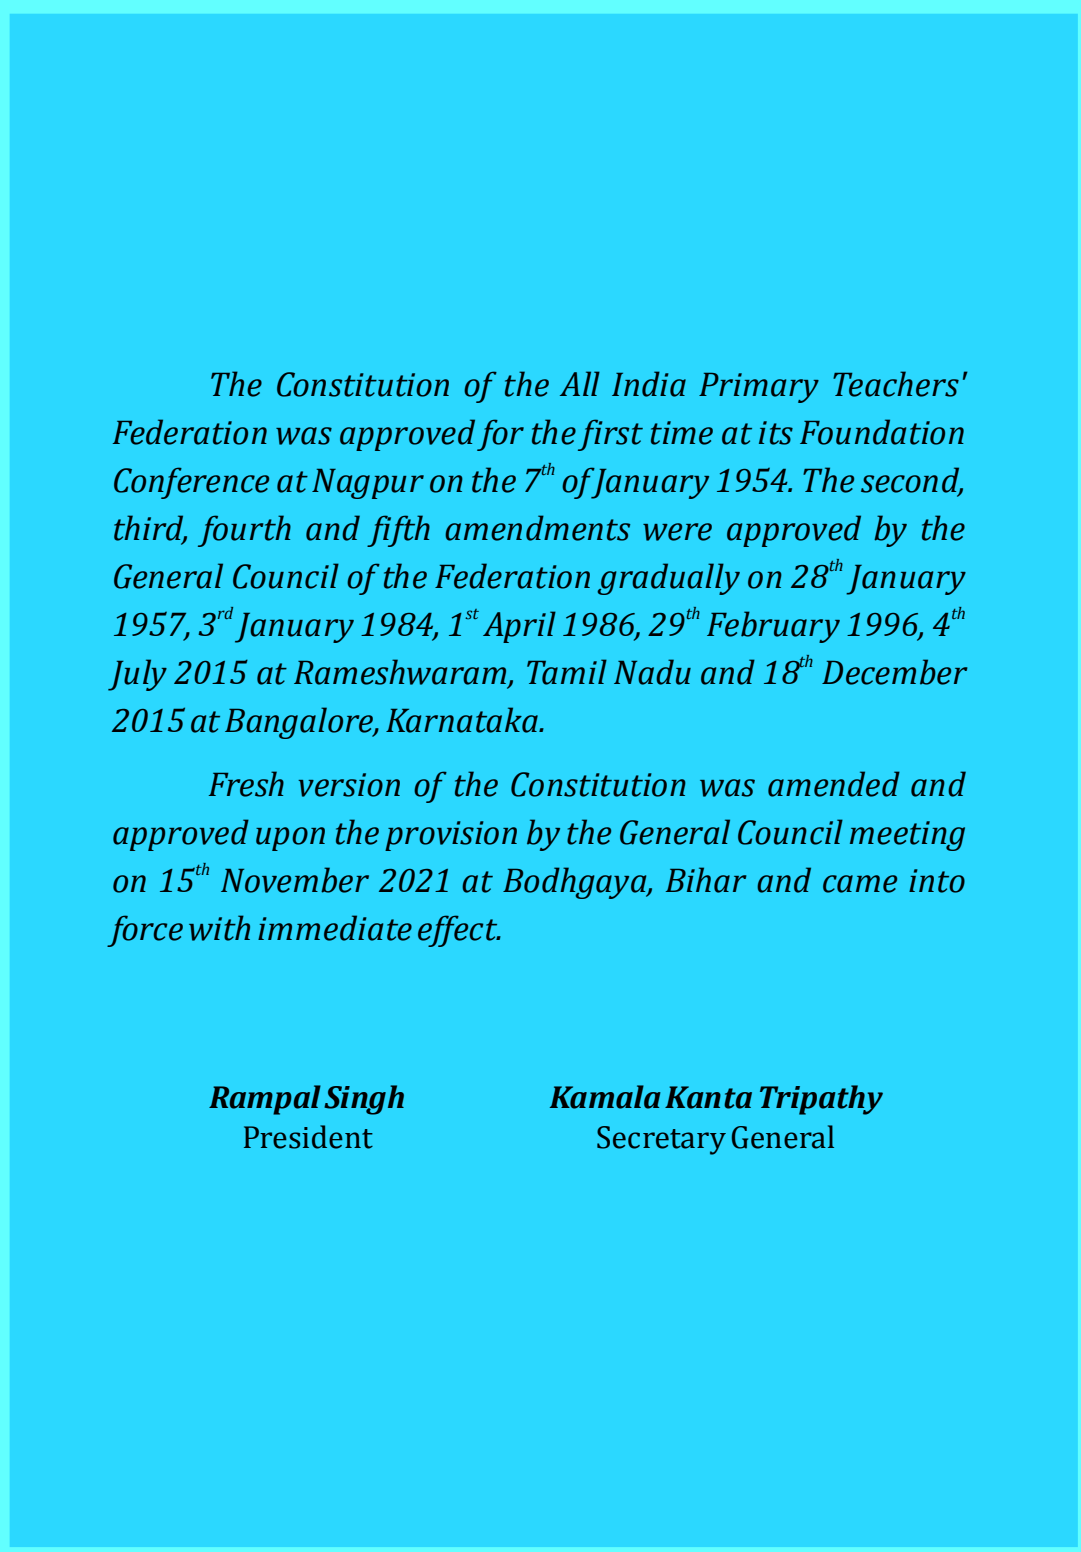 The Constitution of the All India Primary Teachers'
Federation was approved for the first time at its Foundation
Conference at Nagpur on the 7th of January 1954. The second,
third, fourth and fifth amendments were approved by the
General Council of the Federation gradually on 28th January
1957, 3rd January 1984, 1st April 1986, 29th February 1996, 4th
July 2015 at Rameshwaram, Tamil Nadu and 18th December
2015 at Bangalore, Karnataka.
Fresh version of the Constitution was amended and
approved upon the provision by the General Council meeting
on 15th November 2021 at Bodhgaya, Bihar and came into
force with immediate effect.
Rampal Singh Kamala Kanta Tripathy
President Secretary General